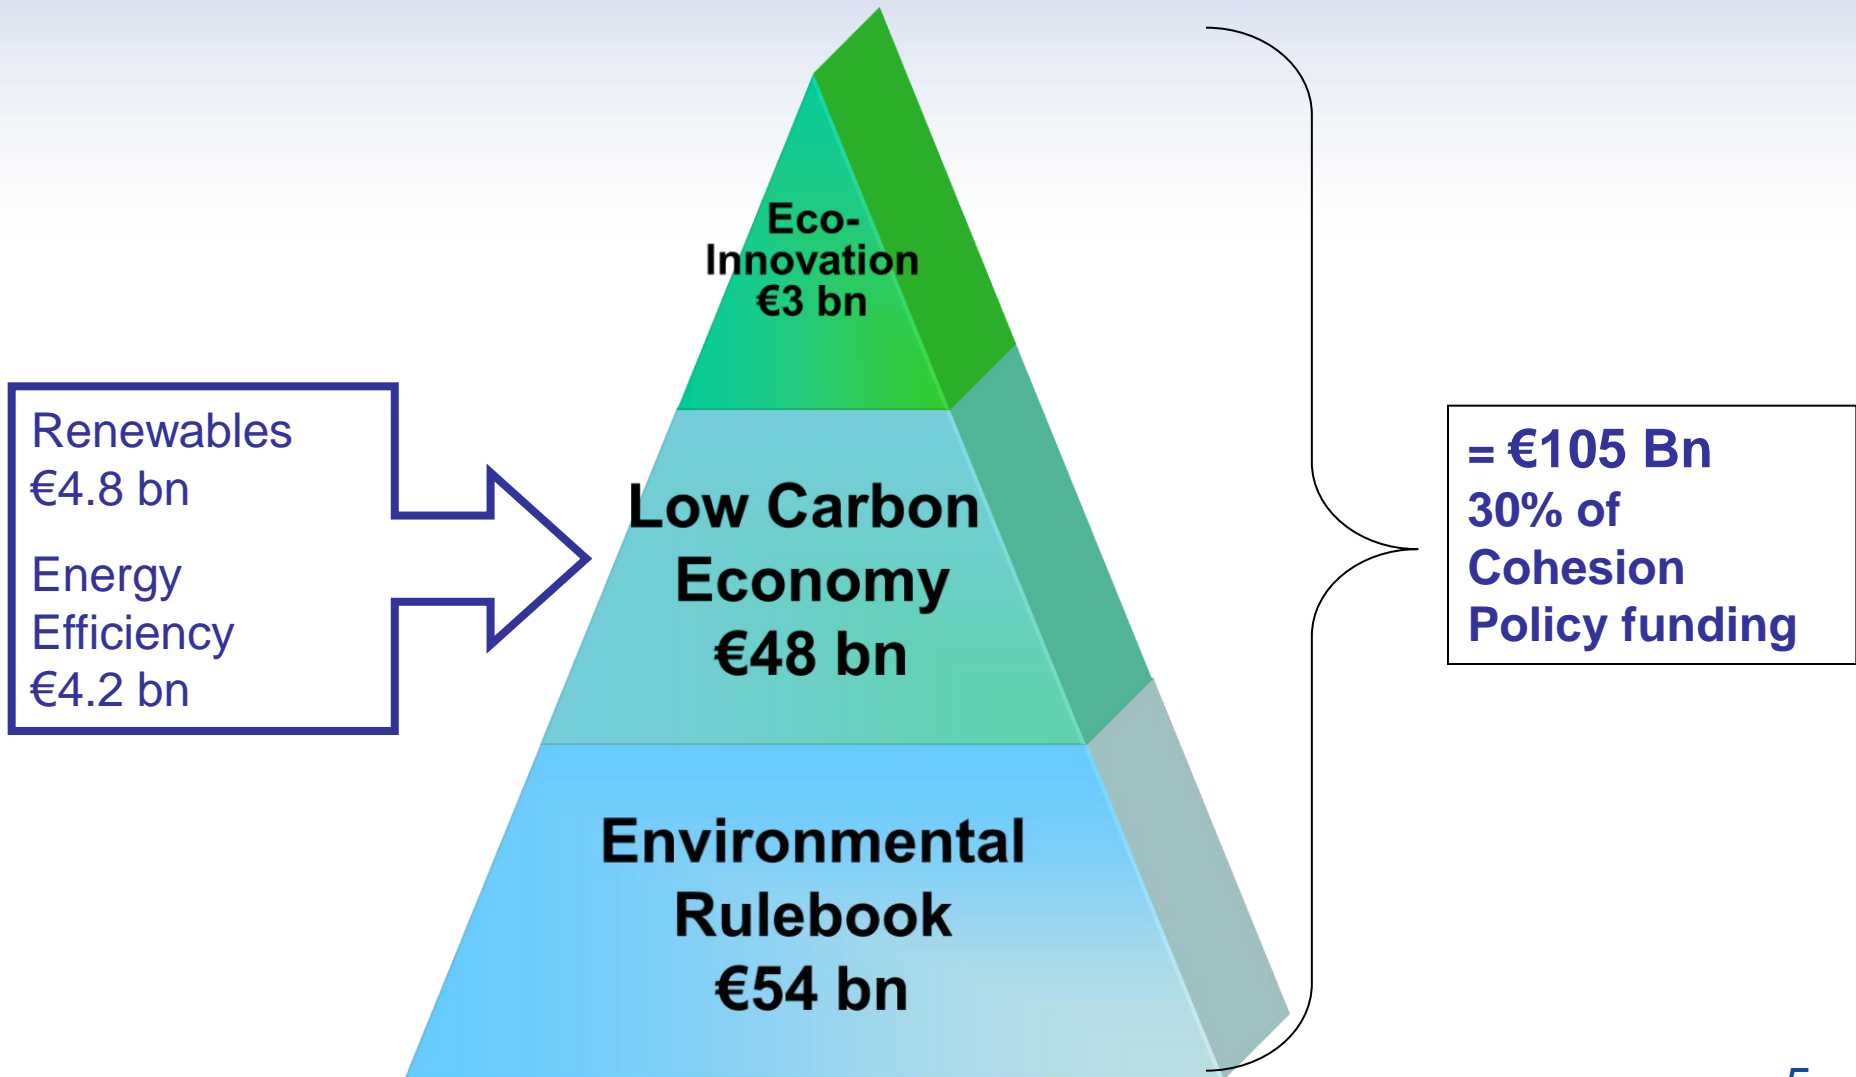 Eco-
Innovation
€3 bn
Renewables
€4.8 bn
Energy
Efficiency
€4.2 bn
Low Carbon
Economy
€48 bn
Environmental
Rulebook
€54 bn
= €105 Bn
30% of
Cohesion
Policy funding
5